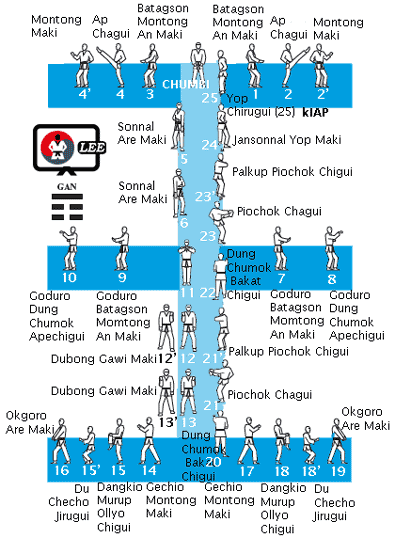 Montong
Maki
Ap
Chagui
Batagson
Montong
An Maki
Batagson
Montong
An Maki
Ap
Chagui
Montong
Maki
4'
4
3
CHUMBI
25
1
2
2'
Yop
Chirugui (25) kIAP
Sonnal
Are Maki
5
24
Jansonnal Yop Maki
LEE
GAN
Palkup Piochok Chigui
Sonnal
Are Maki
23'
6
Piochok Chagui
23
10
9
11
Dung
Chumok
Bakat
Chigui
22
7
8
Goduro
Dung
Chumok
Apechigui
Goduro
Batagson
Momtong
An Maki
Goduro
Batagson
Momtong
An Maki
Goduro
Dung
Chumok
Apechigui
Dubong Gawi Maki
12'
12
21'
Palkup Piochok Chigui
Dubong Gawi Maki
13'
13
21
Piochok Chagui
Okgoro
Are Maki
Okgoro
Are Maki
Dung
Chumok
Bakat
Chigui
16
15'
15
14
20
17
18
18'
19
Du
Checho
Jirugui
Dangkio
Murup
Ollyo
Chigui
Gechio
Montong
Maki
Gechio
Montong
Maki
Dangkio
Murup
Ollyo
Chigui
Du
Checho
Jirugui